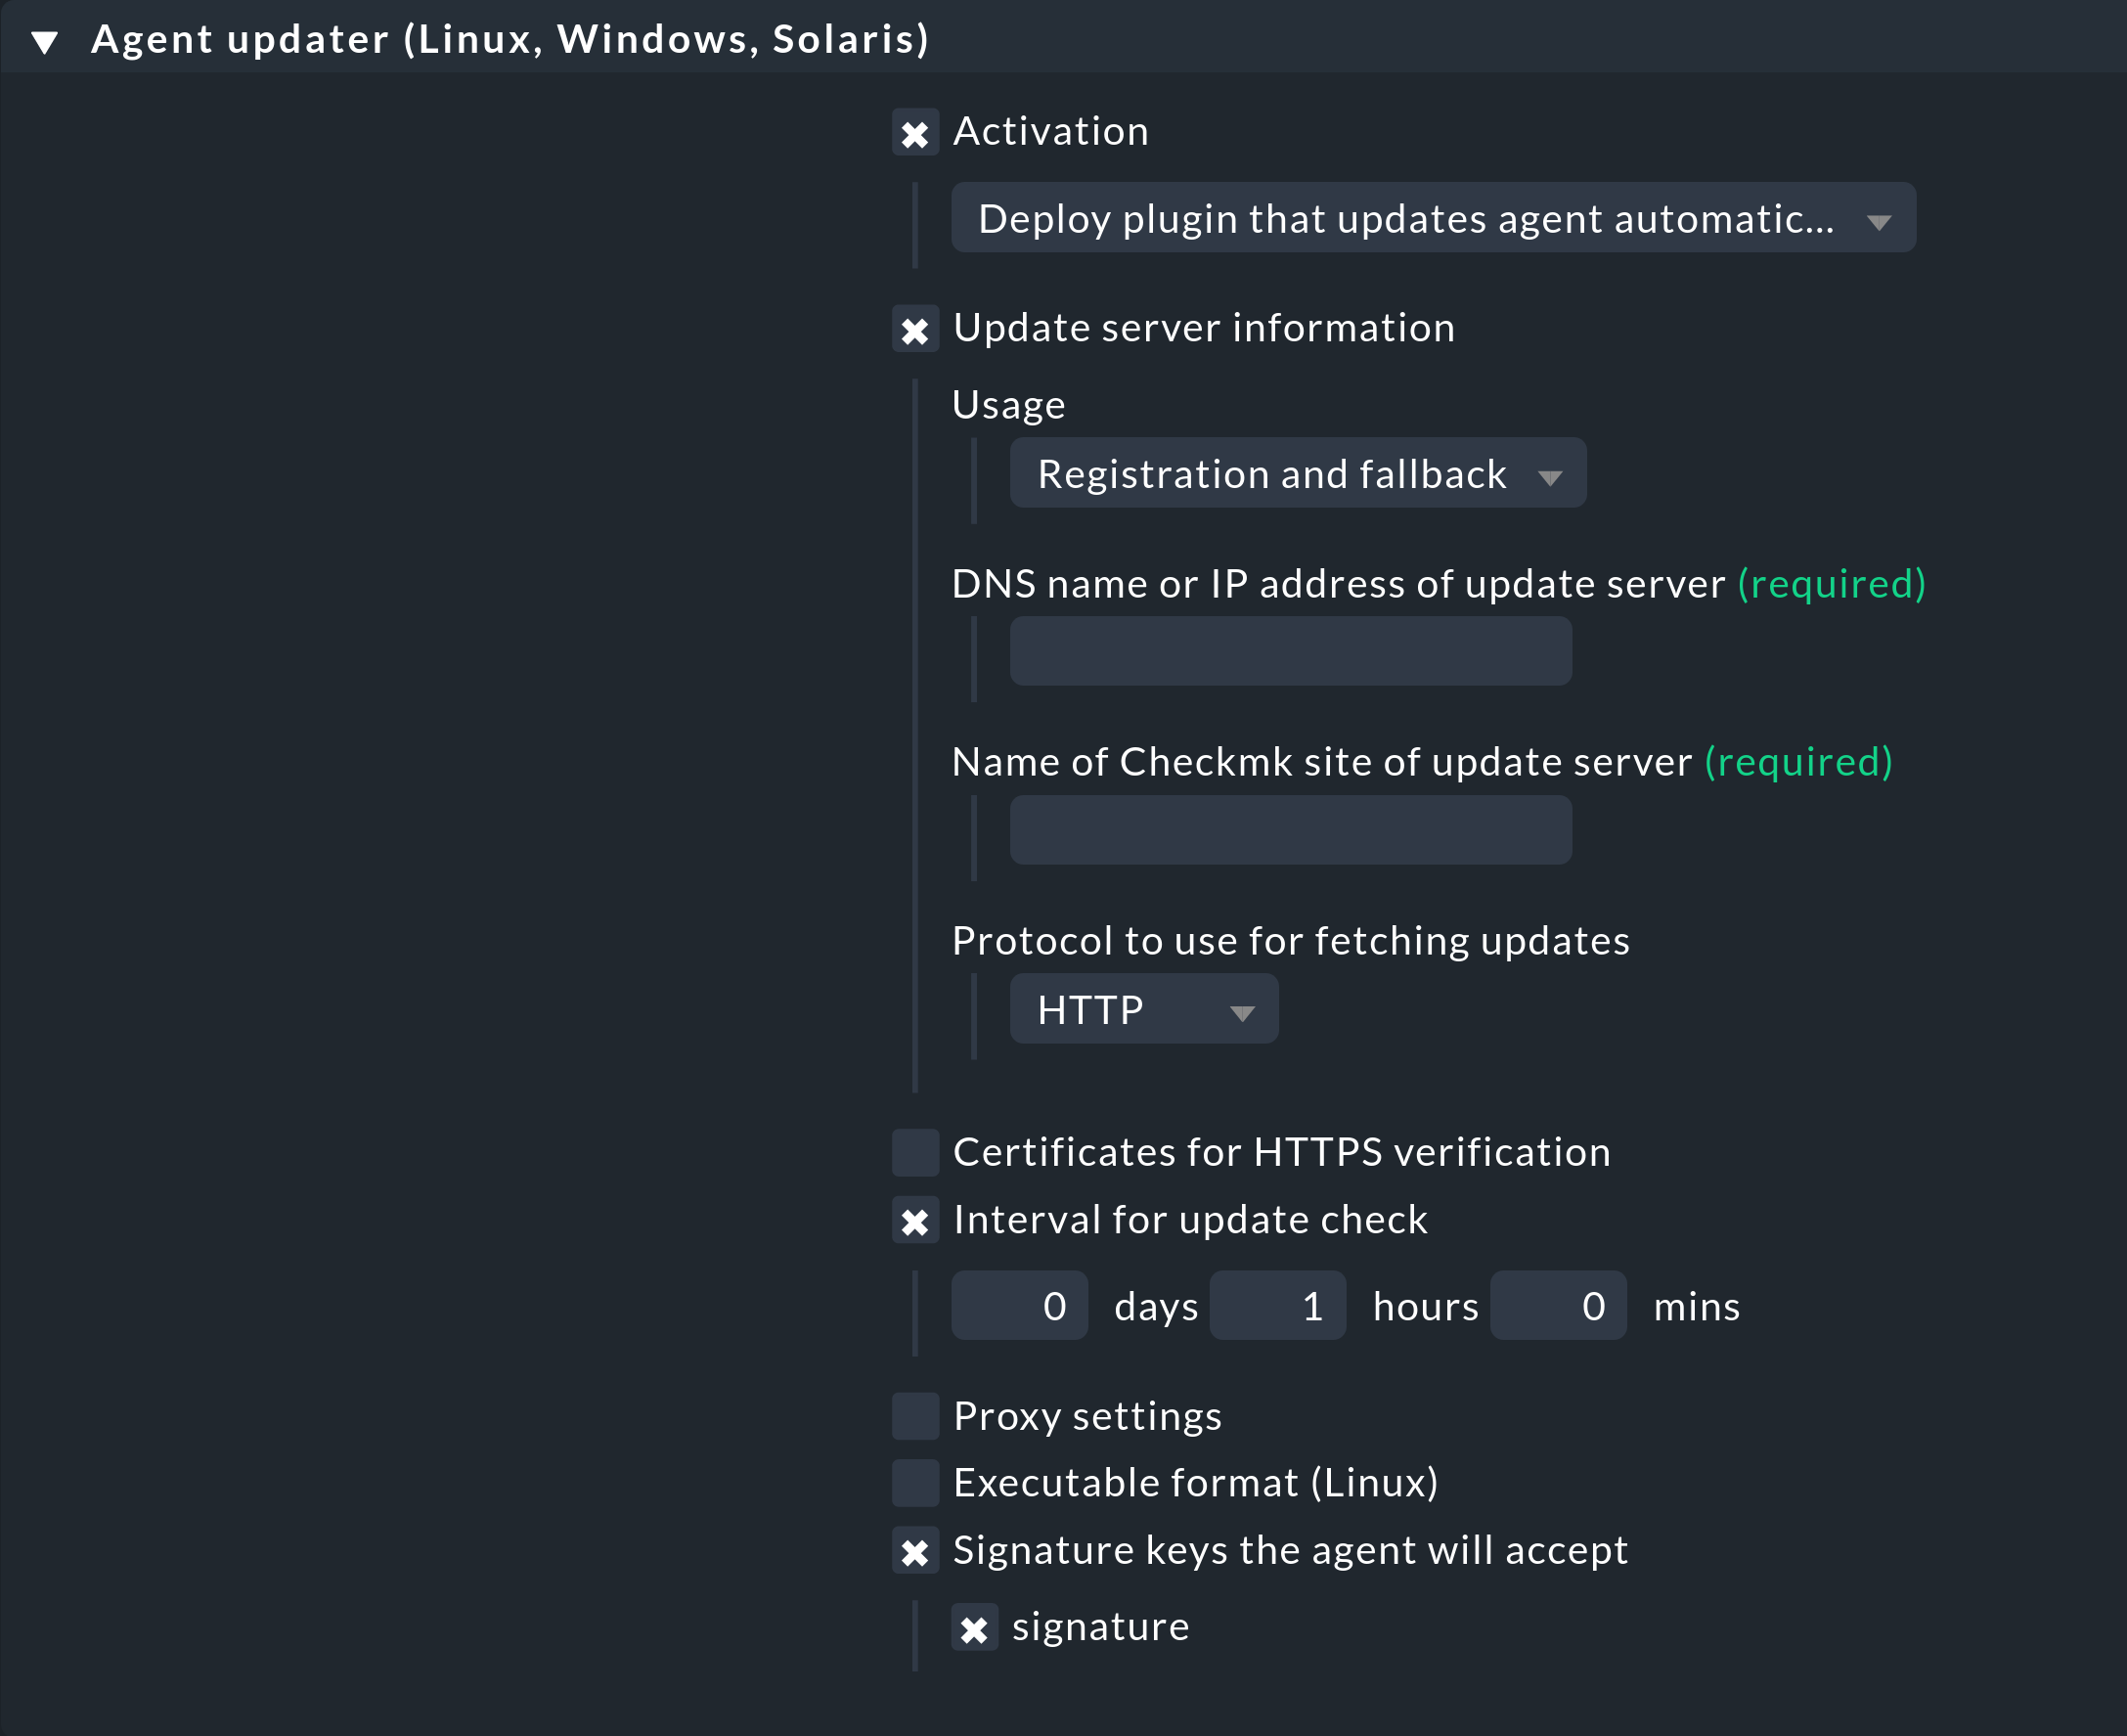 Agent updater (Linux, Windows, Solaris)
Activation
Deploy plugin that updates agent automatic...
Update server information
Usage
Registration and fallback
DNS name or IP address of update server (required)
Name of Checkmk site of update server (required)
Protocol to use for fetching updates
HTTP
Certificates for HTTPS verification
Interval for update check
0 days 1 hours 0 mins
Proxy settings
Executable format (Linux)
Signature keys the agent will accept
signature